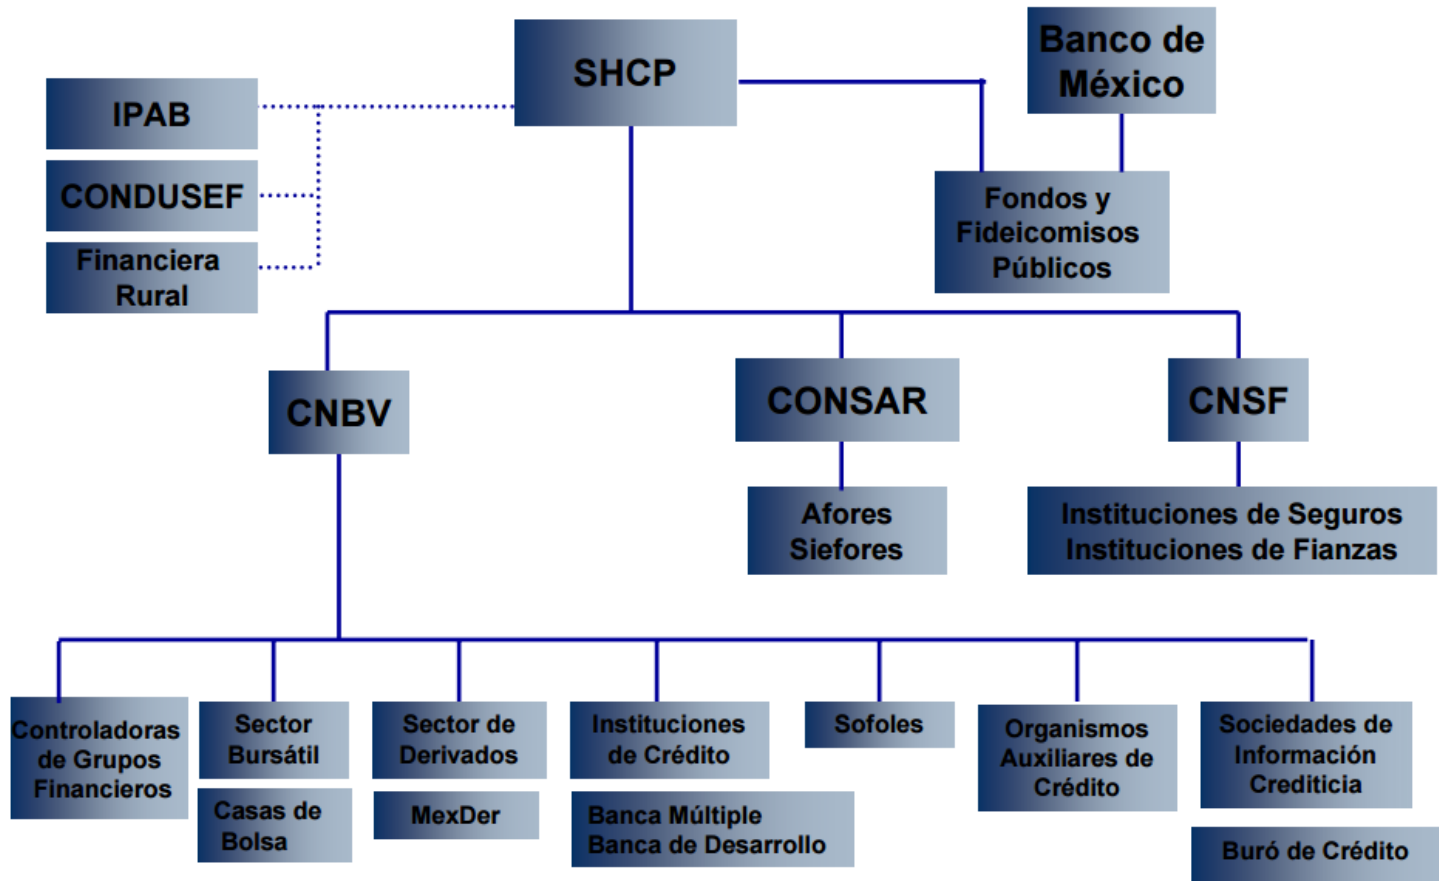 SHCP
Banco de
México
IPAB
CONDUSEF
Financiera
Rural
Fondos y
Fideicomisos
Públicos
CNBV
CONSAR
CNSF
Afores
Siefores
Instituciones de Seguros
Instituciones de Fianzas
Controladoras
de Grupos
Financieros
Sector
Bursátil
Casas de
Bolsa
Sector de
Derivados
MexDer
Instituciones
de Crédito
Banca Múltiple
Banca de Desarrollo
Sofoles
Organismos
Auxiliares de
Crédito
Sociedades de
Información
Crediticia
Buró de Crédito